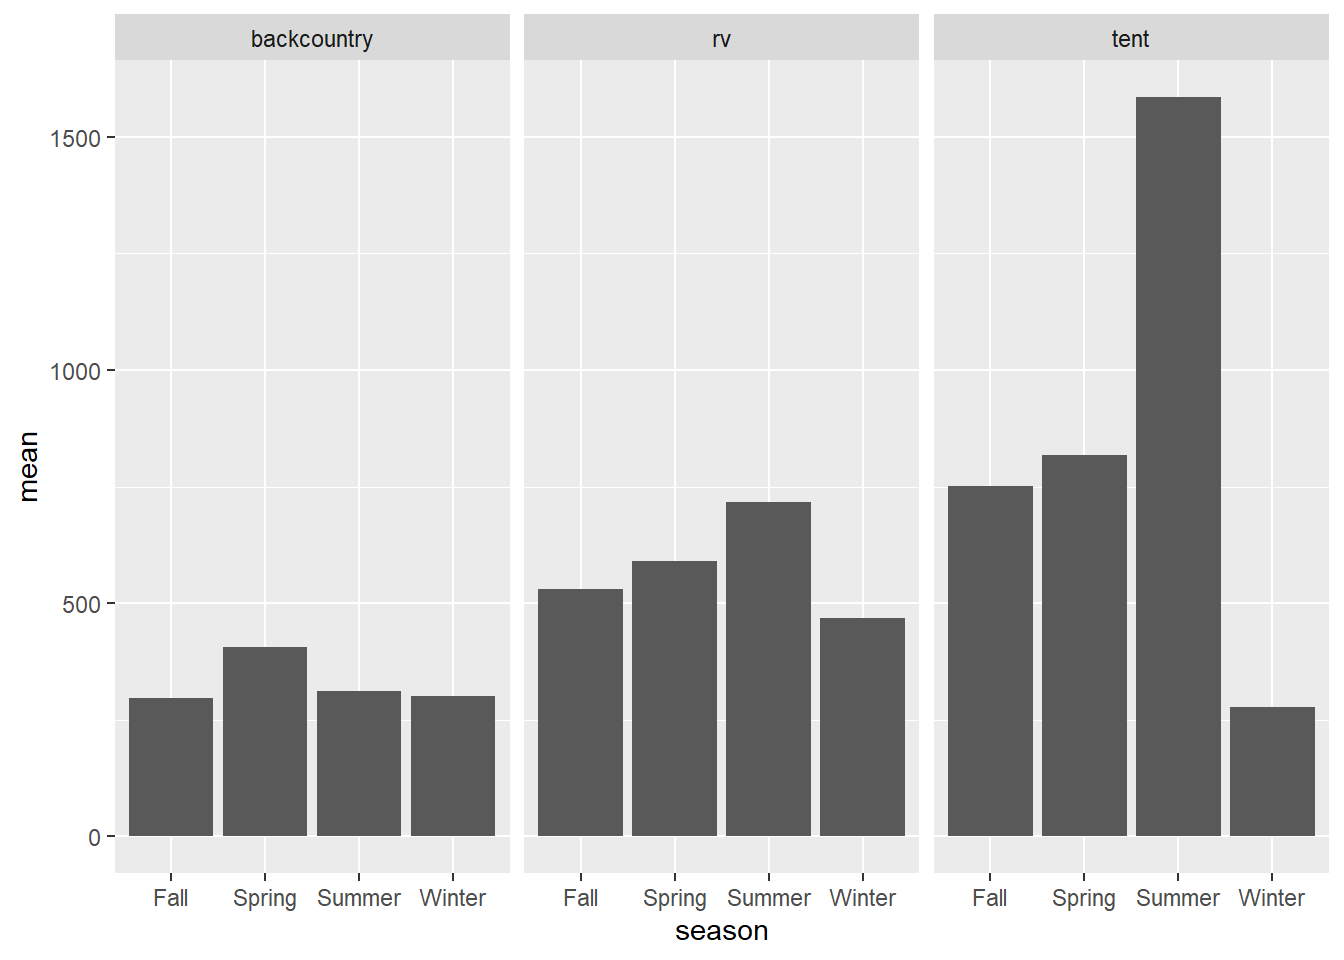 backcountry rv tent
1500
1000
500
0
mean
Fall Spring Summer Winter Fall Spring Summer Winter Fall Spring Summer Winter
season